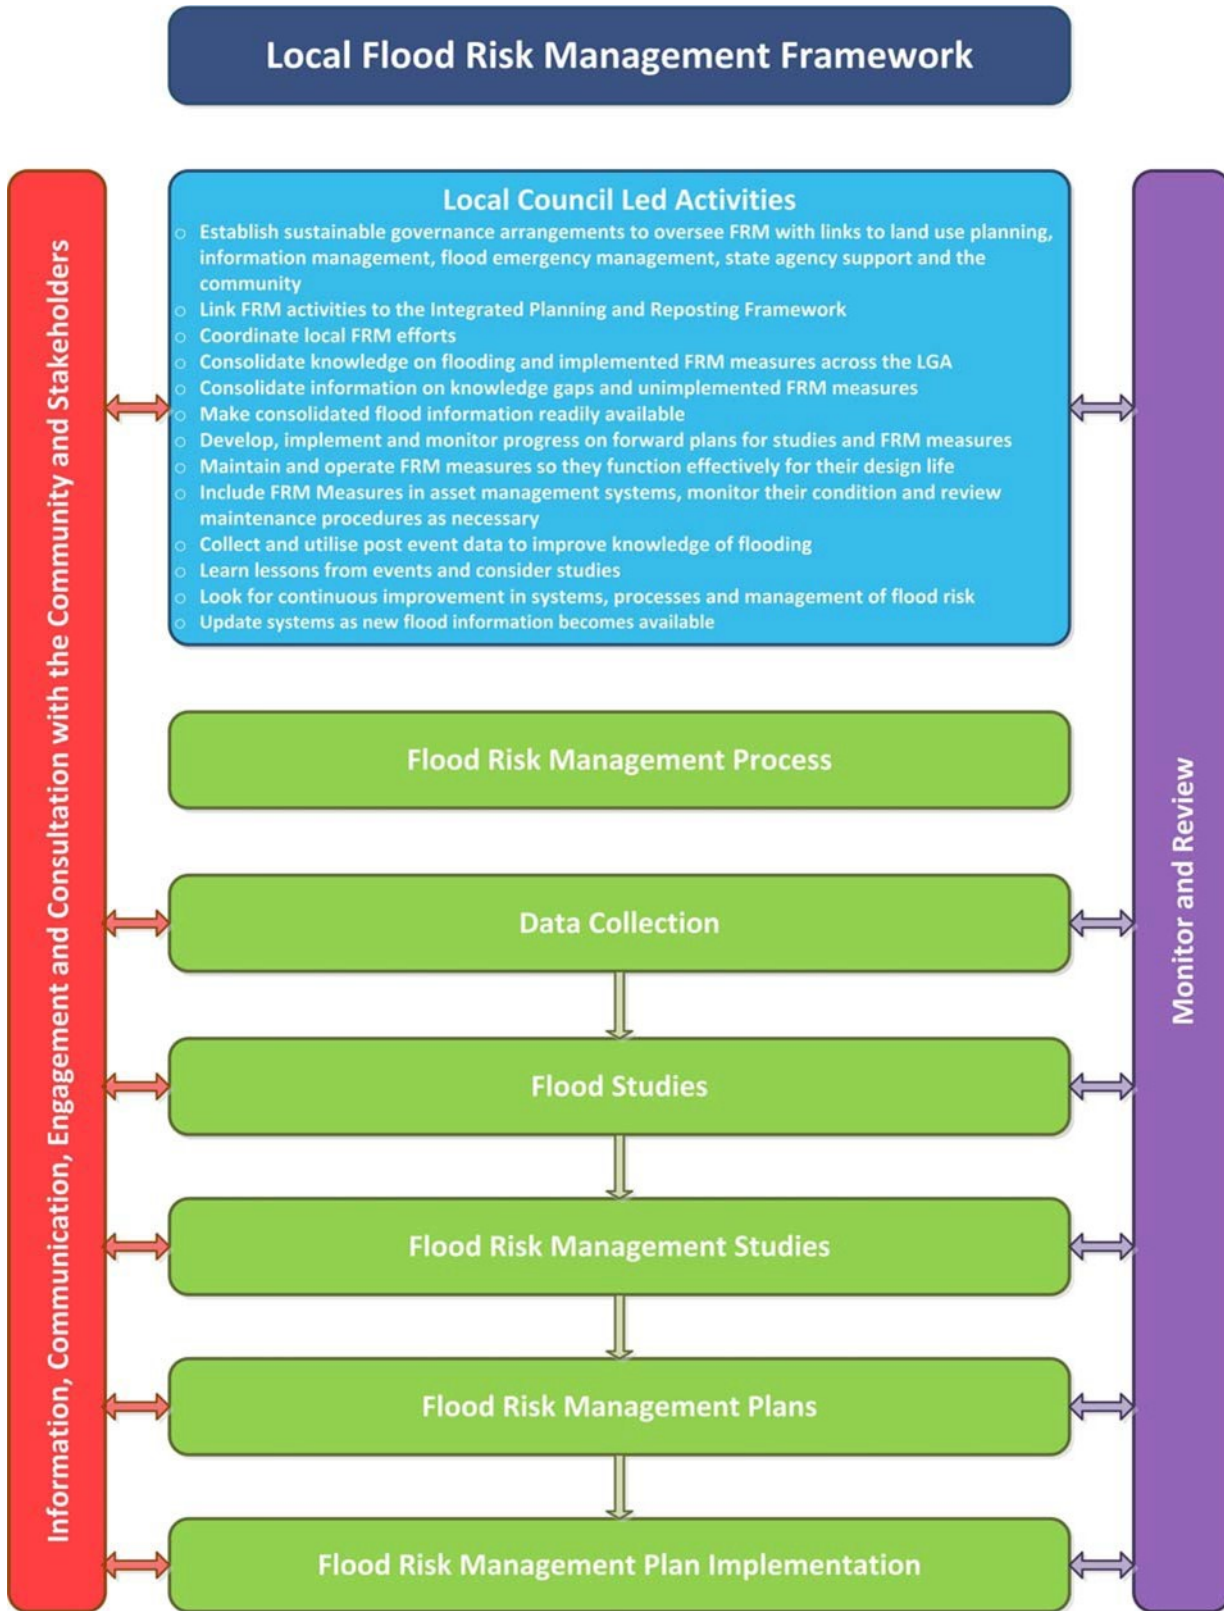 Local Flood Risk Management Framework
Information, Communication, Engagement and Consultation with the Community and Stakeholders
Local Council Led Activities
○ Establish sustainable governance arrangements to oversee FRM with links to land use planning,
information management, flood emergency management, state agency support and the
community
○ Link FRM activities to the Integrated Planning and Reposting Framework
○ Coordinate local FRM efforts
○ Consolidate knowledge on flooding and implemented FRM measures across the LGA
○ Consolidate information on knowledge gaps and unimplemented FRM measures
○ Make consolidated flood information readily available
○ Develop, implement and monitor progress on forward plans for studies and FRM measures
○ Maintain and operate FRM measures so they function effectively for their design life
○ Include FRM Measures in asset management systems, monitor their condition and review
maintenance procedures as necessary
○ Collect and utilise post event data to improve knowledge of flooding
○ Learn lessons from events and consider studies
○ Look for continuous improvement in systems, processes and management of flood risk
○ Update systems as new flood information becomes available
Flood Risk Management Process
Data Collection
Flood Studies
Flood Risk Management Studies
Flood Risk Management Plans
Flood Risk Management Plan Implementation
Monitor and Review